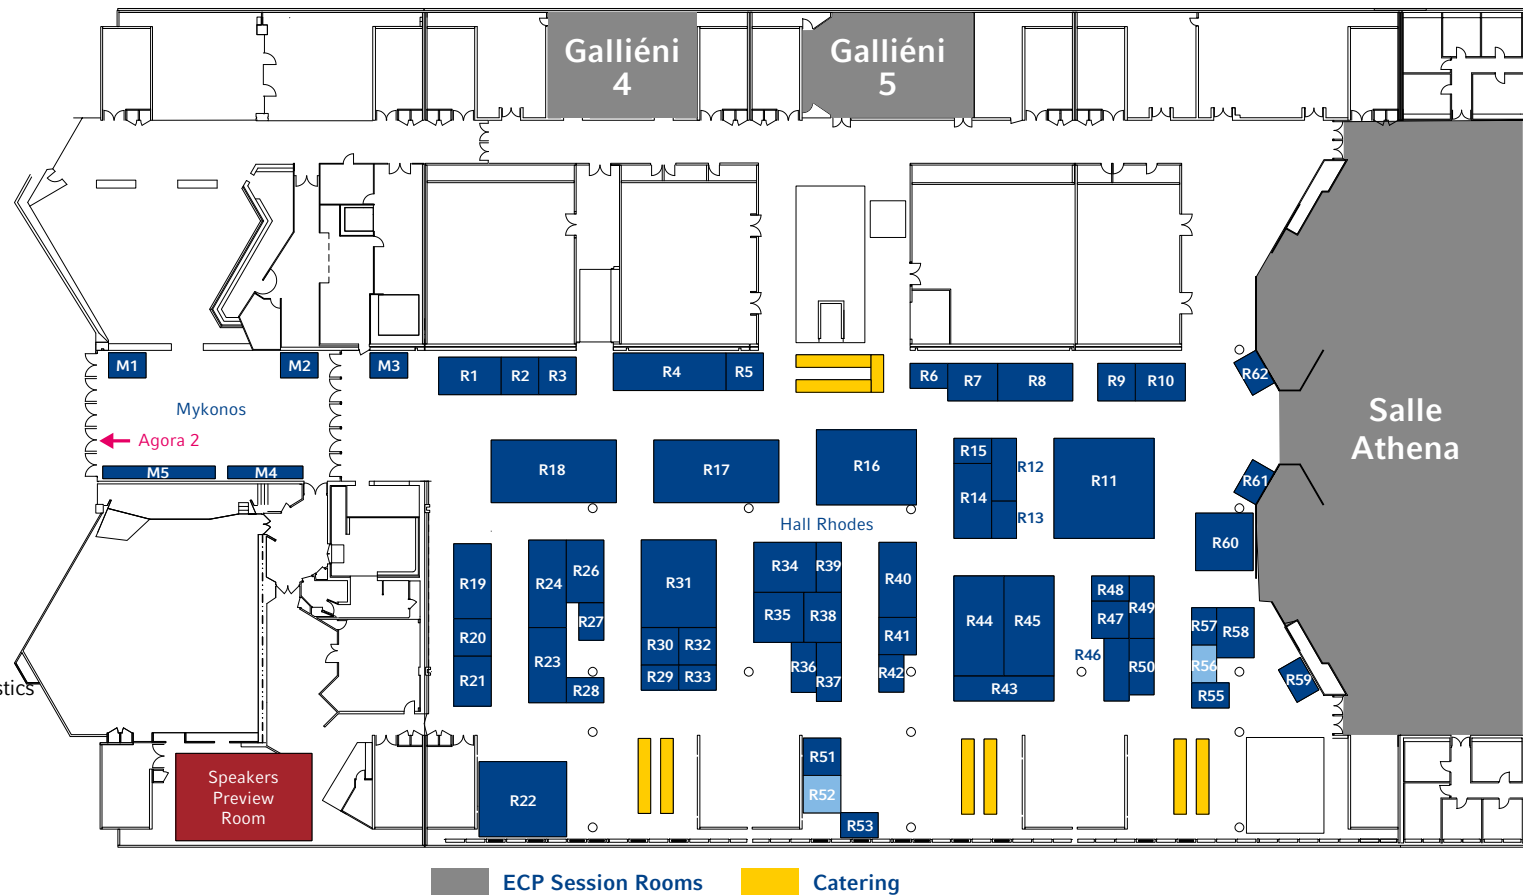 Galliéni
4
Galliéni
5
M1
M2
M3
R1
R2
R3
R4
R5
R6
R7
R8
R9
R10
R62
Mykonos
Agora 2
Salle
Athena
M5
M4
R18
R17
R16
R15
R12
R14
R13
R11
R61
Hall Rhodes
R60
R19
R24
R26
R31
R34
R39
R40
R27
R35
R38
R44
R45
R48
R47
R49
R57
R58
R20
R30
R32
R41
R46
R56
R21
R23
R28
R29
R33
R36
R37
R42
R43
R50
R55
R59
stics
Speakers
Preview
Room
R22
R51
R52
R53
ECP Session Rooms
Catering